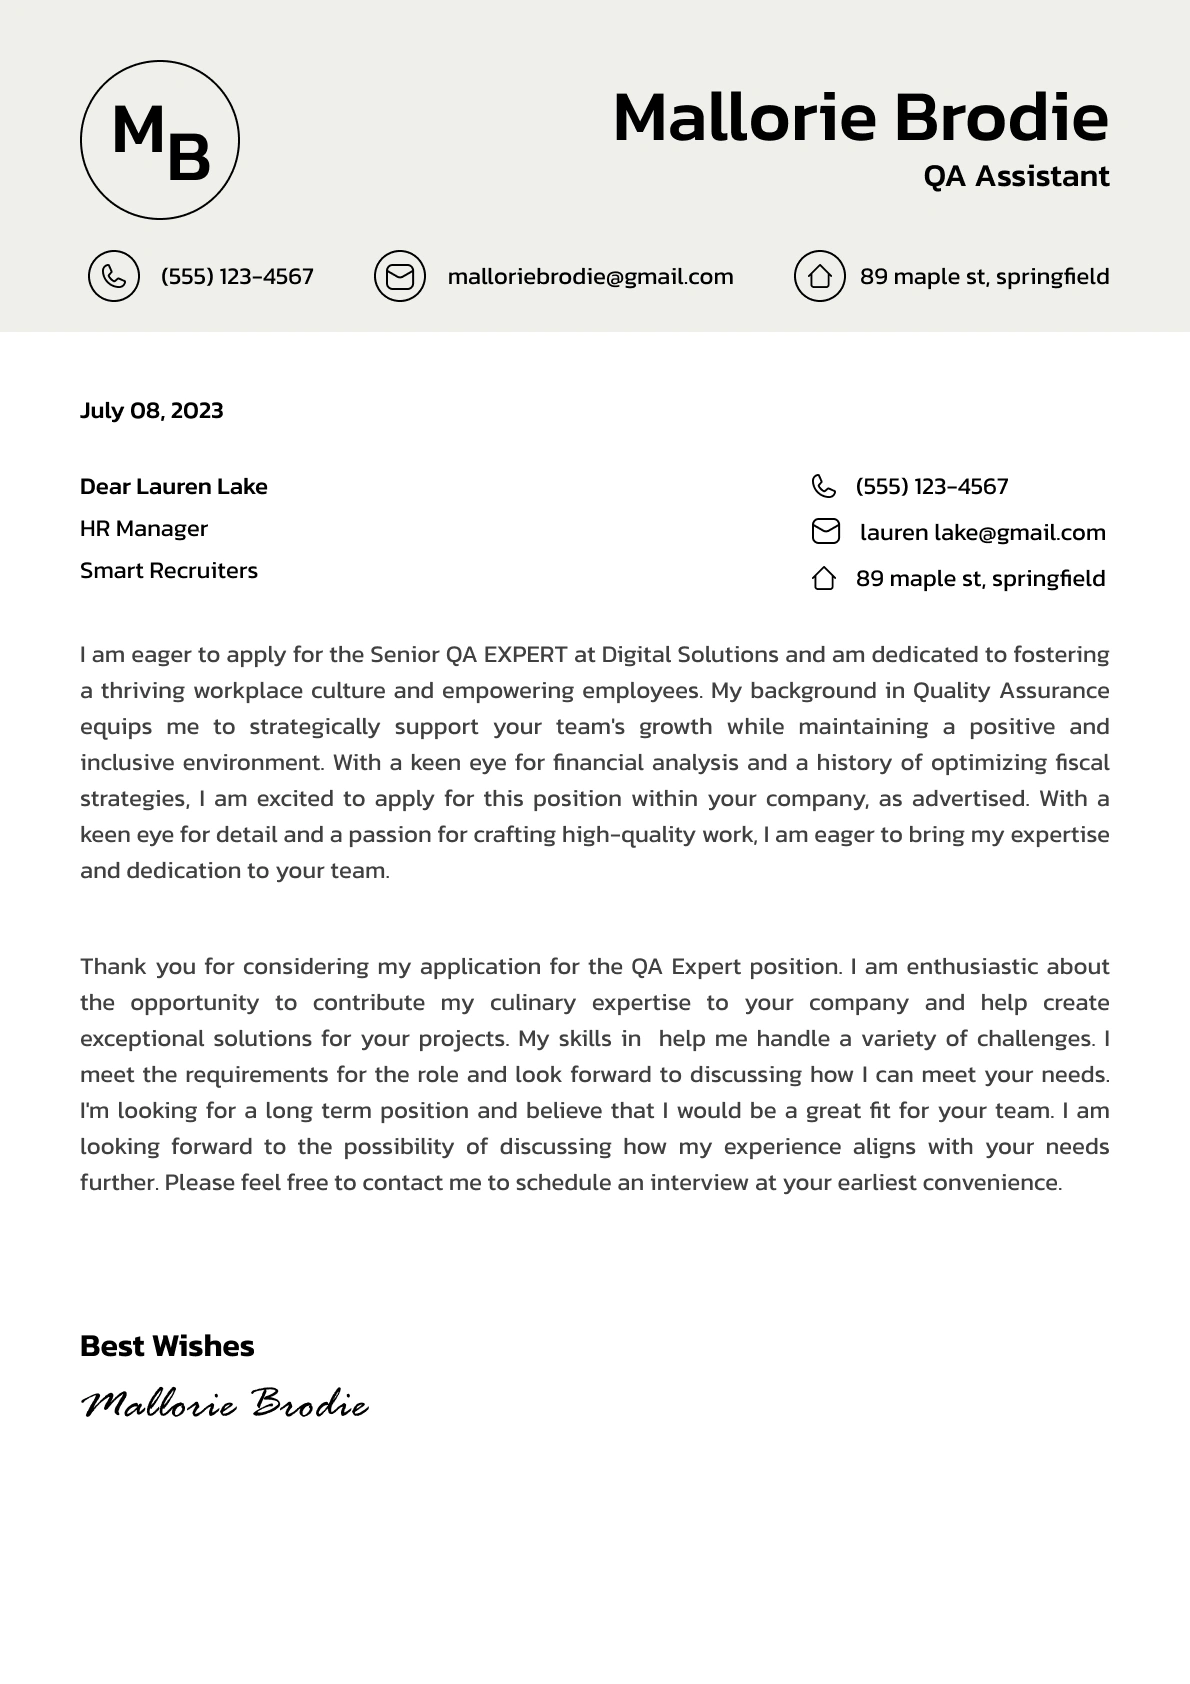 MB
Mallorie Brodie
QA Assistant
(555) 123-4567
malloriebrodie@gmail.com
89 maple st, springfield
July 08, 2023
Dear Lauren Lake
HR Manager
Smart Recruiters
(555) 123-4567
lauren lake@gmail.com
89 maple st, springfield
I am eager to apply for the Senior QA EXPERT at Digital Solutions and am dedicated to fostering
a thriving workplace culture and empowering employees. My background in Quality Assurance
equips me to strategically support your team's growth while maintaining a positive and
inclusive environment. With a keen eye for financial analysis and a history of optimizing fiscal
strategies, I am excited to apply for this position within your company, as advertised. With a
keen eye for detail and a passion for crafting high-quality work, I am eager to bring my expertise
and dedication to your team.
Thank you for considering my application for the QA Expert position. I am enthusiastic about
the opportunity to contribute my culinary expertise to your company and help create
exceptional solutions for your projects. My skills in  help me handle a variety of challenges. I
meet the requirements for the role and look forward to discussing how I can meet your needs.
I'm looking for a long term position and believe that I would be a great fit for your team. I am
looking forward to the possibility of discussing how my experience aligns with your needs
further. Please feel free to contact me to schedule an interview at your earliest convenience.
Best Wishes
Mallorie Brodie